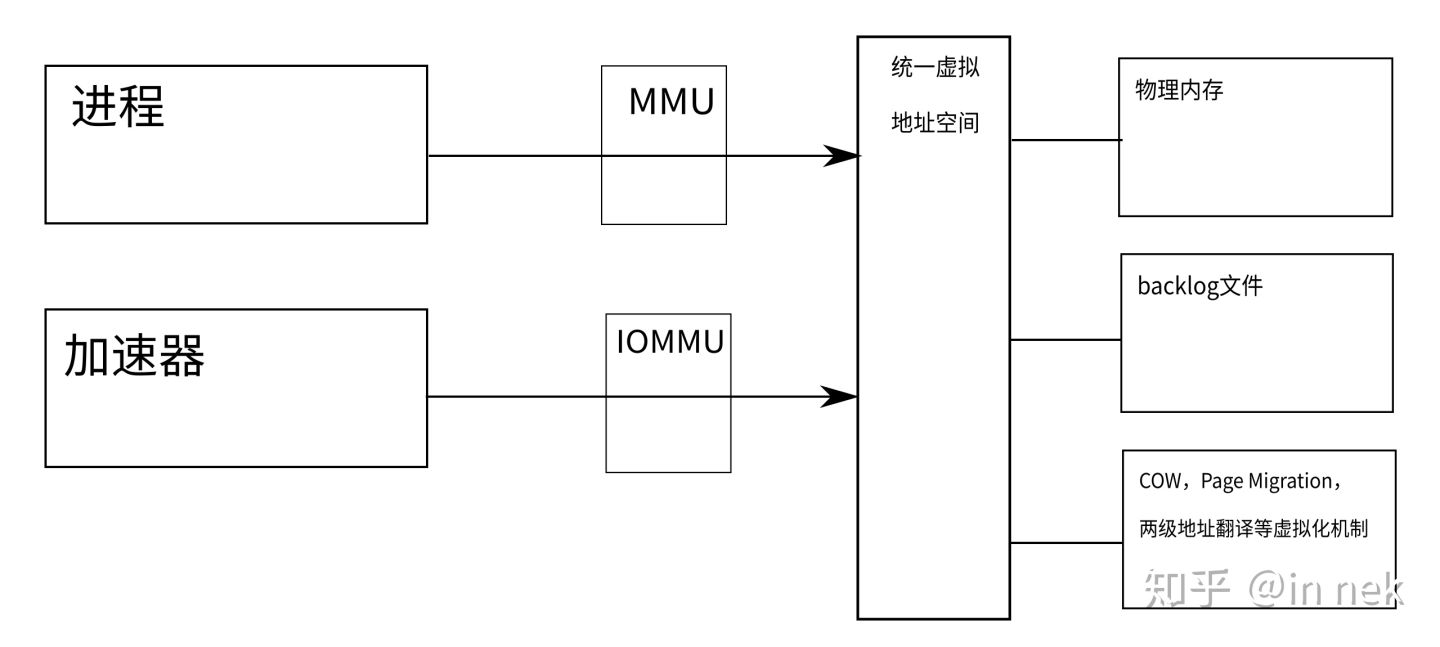 进程
MMU
统一虚拟
地址空间
物理内存
加速器
IOMMU
backlog文件
COW，Page Migration，
两级地址翻译等虚拟化机制
知乎 @in nek